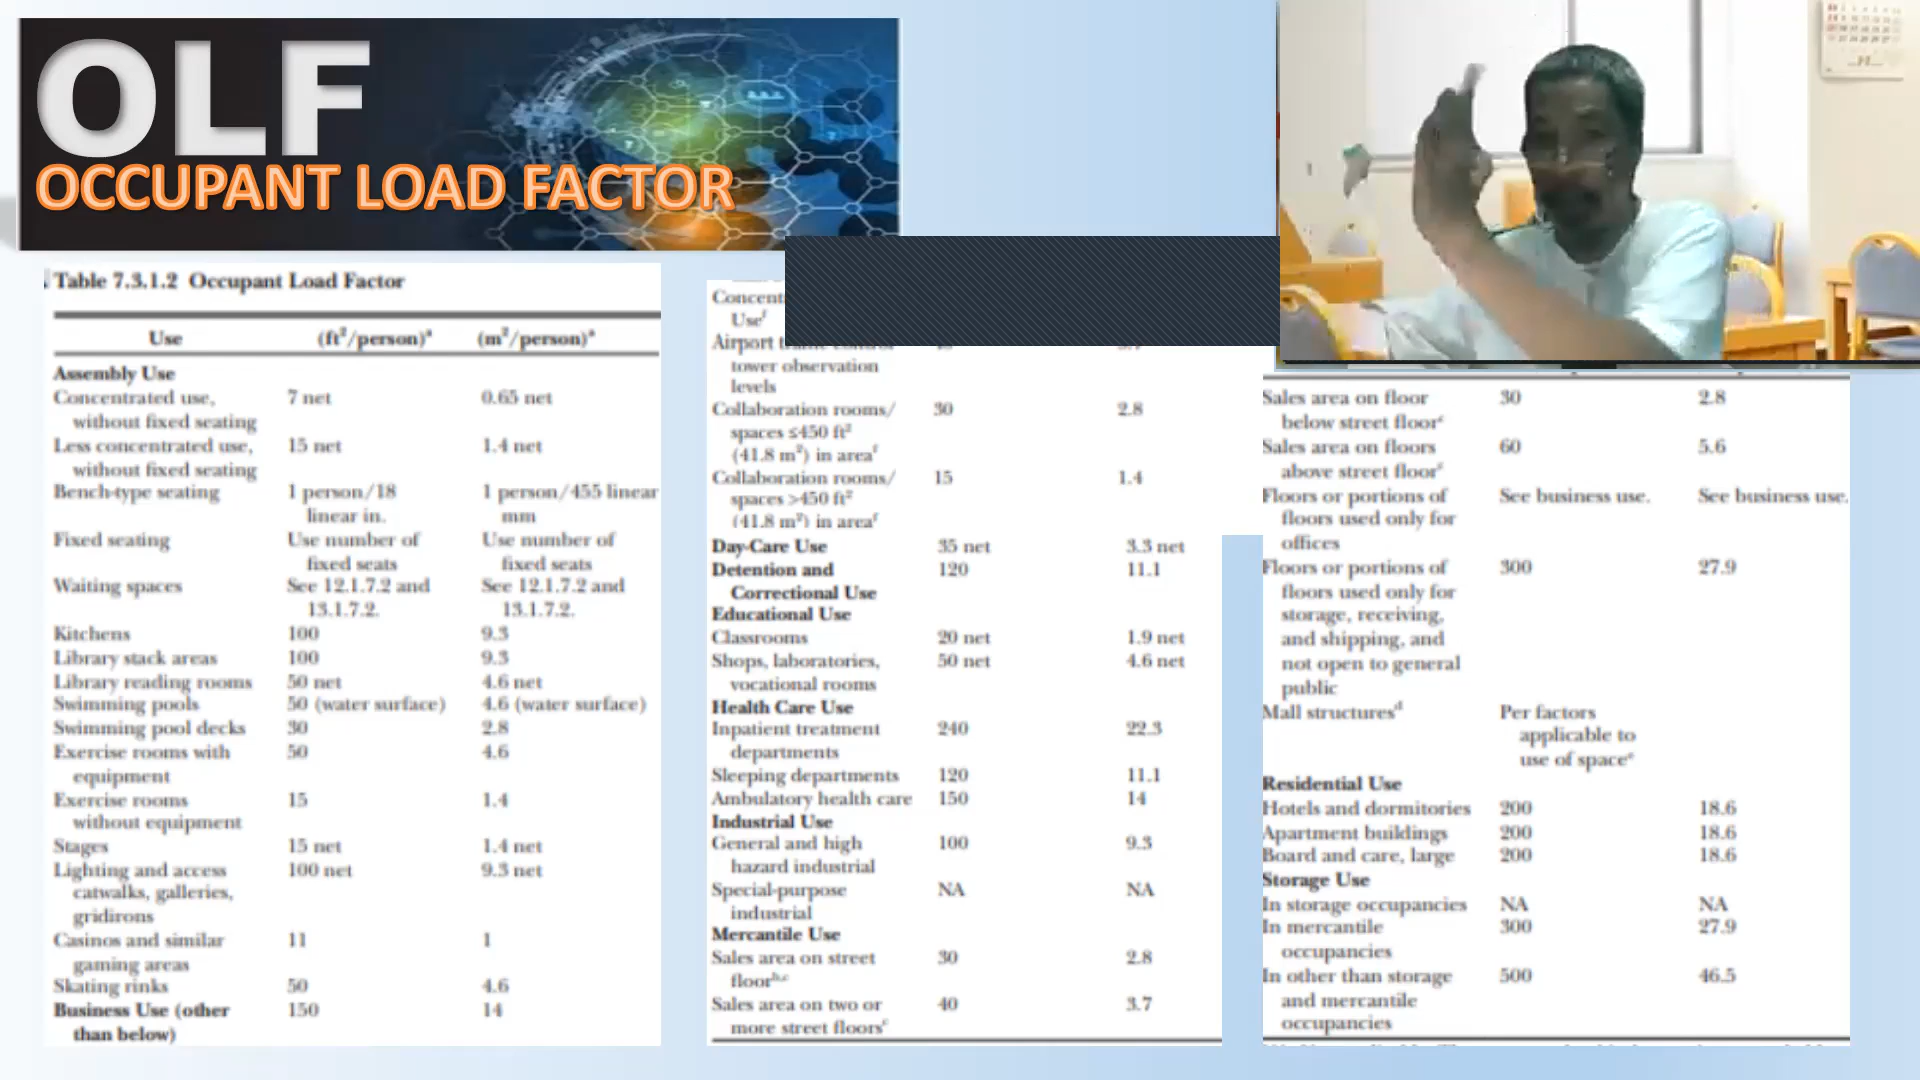 OLF
OCCUPANT LOAD FACTOR
Table 7.3.1.2 Occupant Load Factor
Use (ft²/person)ᵃ (m²/person)ᵃ
Assembly Use
Concentrated use, 7 net 0.65 net
without fixed seating
Less concentrated use, 15 net 1.4 net
without fixed seating
Bench-type seating 1 person/18 1 person/455 linear
linear in. mm
Fixed seating Use number of Use number of
fixed seats fixed seats
Waiting spaces See 12.1.7.2 and See 12.1.7.2 and
13.1.7.2. 13.1.7.2.
Kitchens 100 9.3
Library stack areas 100 9.3
Library reading rooms 50 net 4.6 net
Swimming pools 50 (water surface) 4.6 (water surface)
Swimming pool decks 30 2.8
Exercise rooms with 50 4.6
equipment
Exercise rooms 15 1.4
without equipment
Stages 15 net 1.4 net
Lighting and access 100 net 9.3 net
catwalks, galleries,
gridirons
Casinos and similar 11 1
gaming areas
Skating rinks 50 4.6
Business Use (other 150 14
than below)
Useᶠ
Airport
tower observation
levels
Collaboration rooms/ 30 2.8
spaces ≤450 ft²
(41.8 m²) in areaᶠ
Collaboration rooms/ 15 1.4
spaces >450 ft²
(41.8 m²) in areaᶠ
Day-Care Use 35 net 3.3 net
Detention and 120 11.1
Correctional Use
Educational Use
Classrooms 20 net 1.9 net
Shops, laboratories, 50 net 4.6 net
vocational rooms
Health Care Use
Inpatient treatment 240 22.3
departments
Sleeping departments 120 11.1
Ambulatory health care 150 14
Industrial Use
General and high 100 9.3
hazard industrial
Special-purpose NA NA
industrial
Mercantile Use
Sales area on street 30 2.8
floorᵇ,ᶜ
Sales area on two or 40 3.7
more street floorsᶜ
Sales area on floor 30 2.8
below street floorᶜ
Sales area on floors 60 5.6
above street floorᶜ
Floors or portions of See business use. See business use.
floors used only for
offices
Floors or portions of 300 27.9
floors used only for
storage, receiving,
and shipping, and
not open to general
public
Mall structuresᵈ Per factors
applicable to
use of spaceᵉ
Residential Use
Hotels and dormitories 200 18.6
Apartment buildings 200 18.6
Board and care, large 200 18.6
Storage Use
In storage occupancies NA NA
In mercantile 300 27.9
occupancies
In other than storage 500 46.5
and mercantile
occupancies